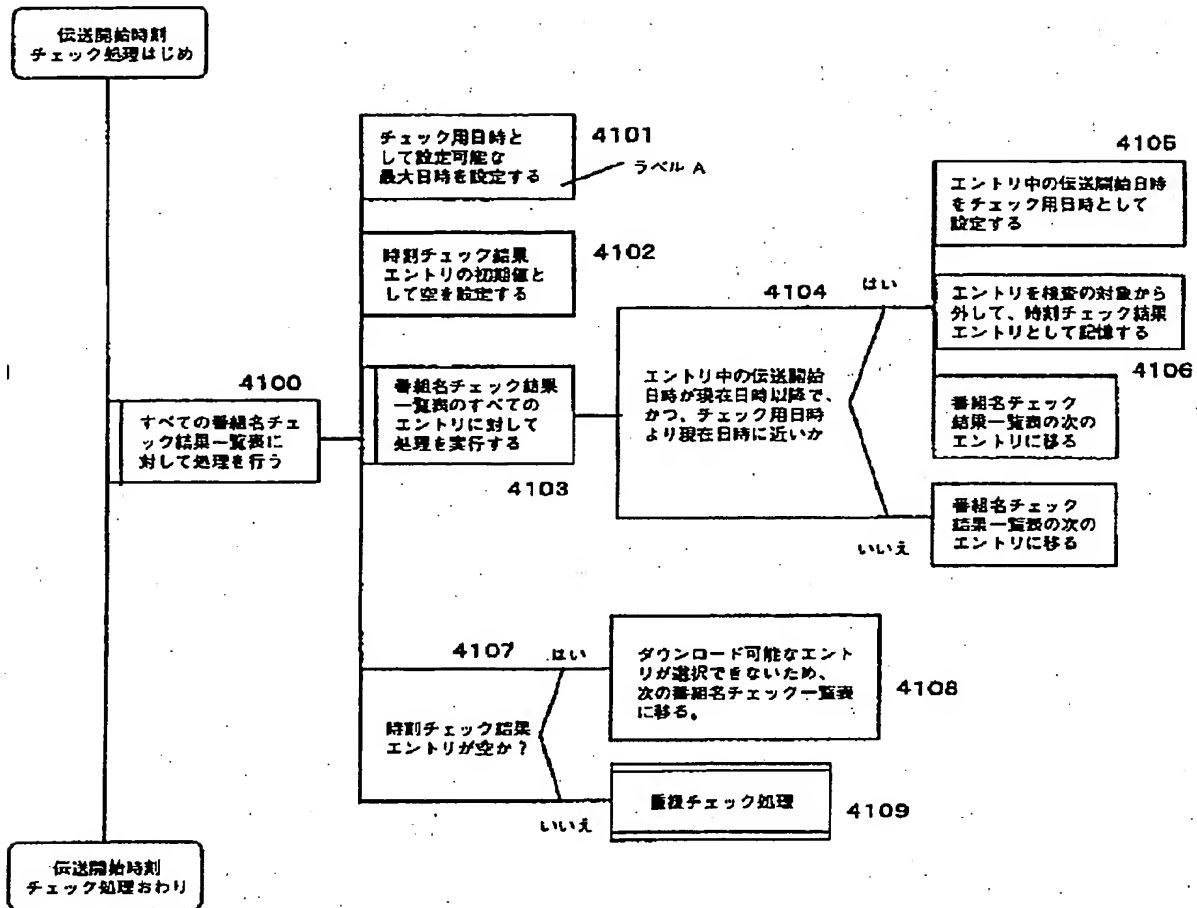 伝送開始時刻
チェック処理はじめ
チェック用日時と
して設定可能な
最大日時を設定する
4101
ラベル A
時刻チェック結果
エントリの初期値と
して空を設定する
4102
4100
すべての番組名チェ
ック結果一覧表に
対して処理を行う
番組名チェック結果
一覧表のすべての
エントリに対して
処理を実行する
4103
4104
はい
エントリ中の伝送開始
日時が現在日時以降で、
かつ、チェック用日時
より現在日時に近いか
いいえ
4105
エントリ中の伝送開始日時
をチェック用日時として
設定する
エントリを検査の対象から
外して、時刻チェック結果
エントリとして記憶する
4106
番組名チェック
結果一覧表の次の
エントリに移る
番組名チェック
結果一覧表の次の
エントリに移る
4107
はい
時刻チェック結果
エントリが空か？
いいえ
ダウンロード可能なエント
リが選択できないため、
次の番組名チェック一覧表
に移る。
4108
重複チェック処理
4109
伝送開始時刻
チェック処理おわり